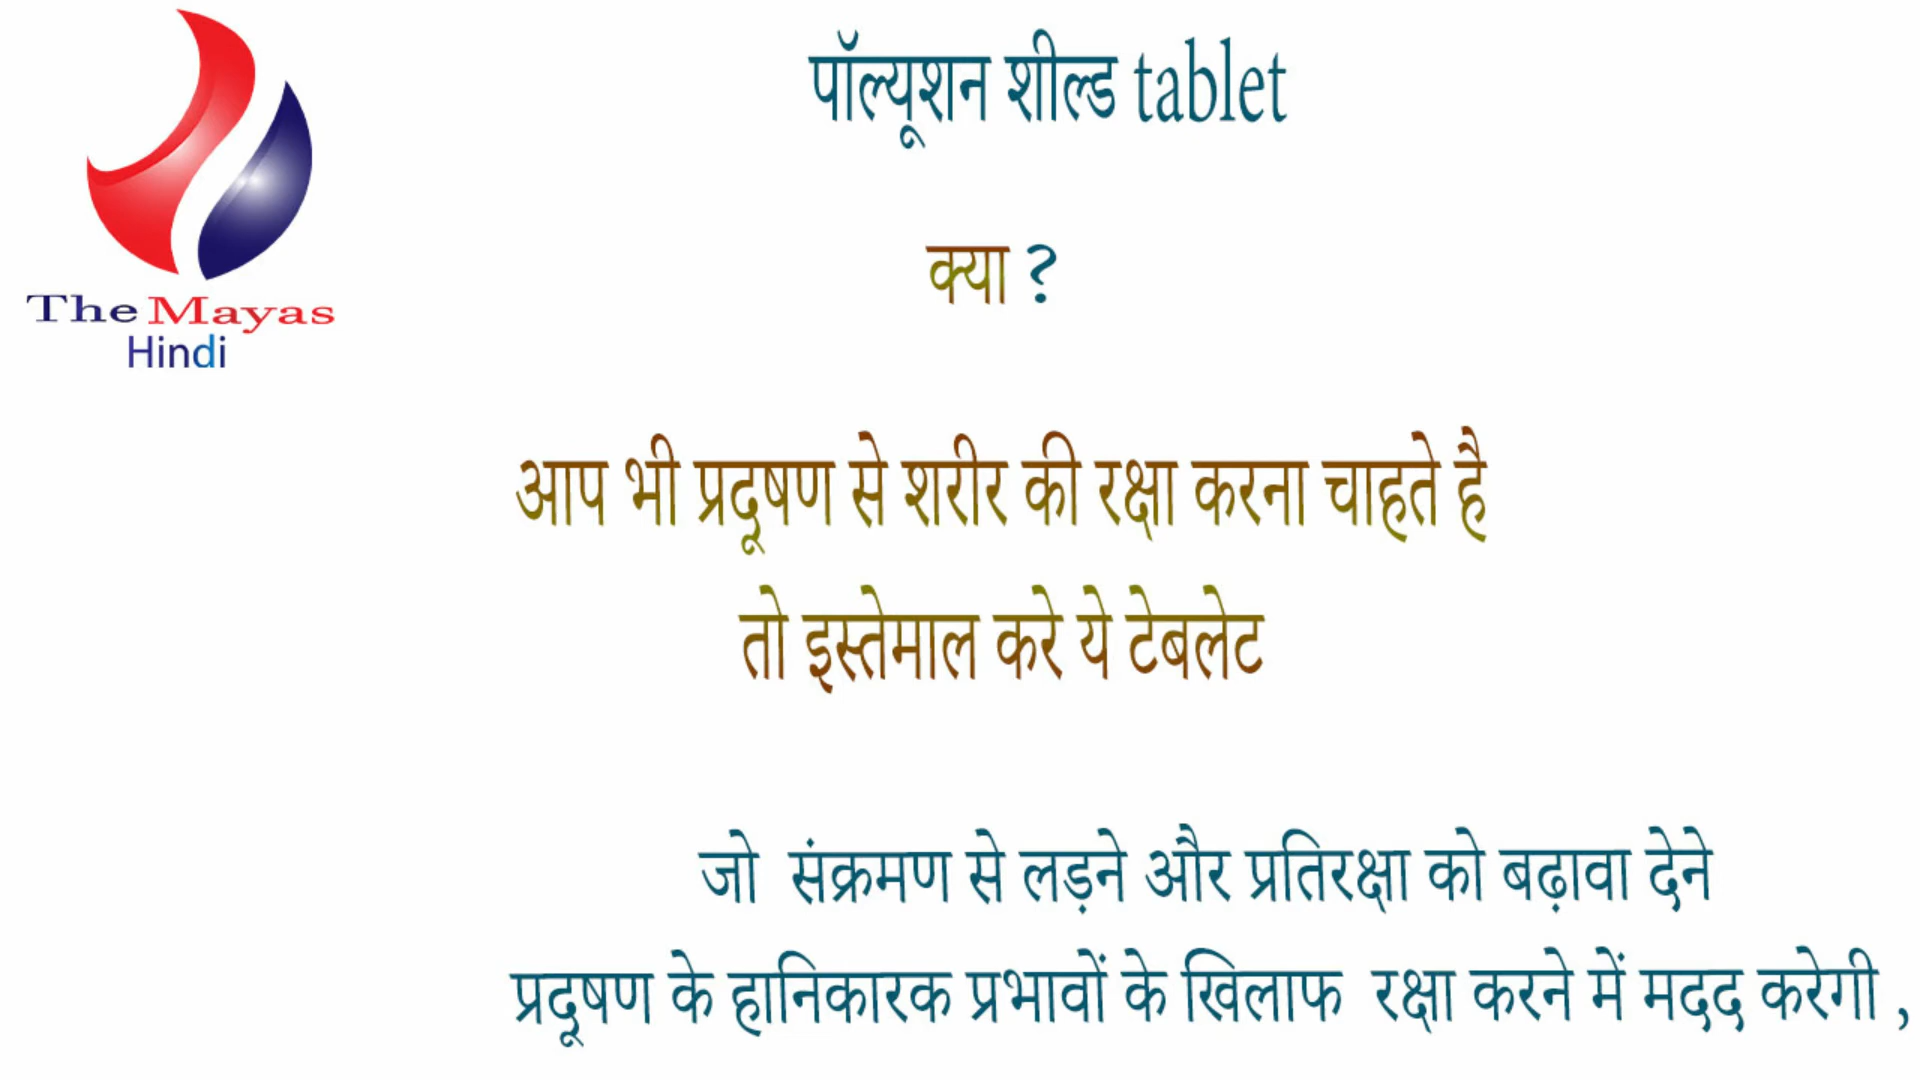 The Mayas
Hindi
पॉल्यूशन शील्ड tablet
क्या ?
आप भी प्रदूषण से शरीर की रक्षा करना चाहते है
तो इस्तेमाल करे ये टेबलेट
जो संक्रमण से लड़ने और प्रतिरक्षा को बढ़ावा देने
प्रदूषण के हानिकारक प्रभावों के खिलाफ रक्षा करने में मदद करेगी ,